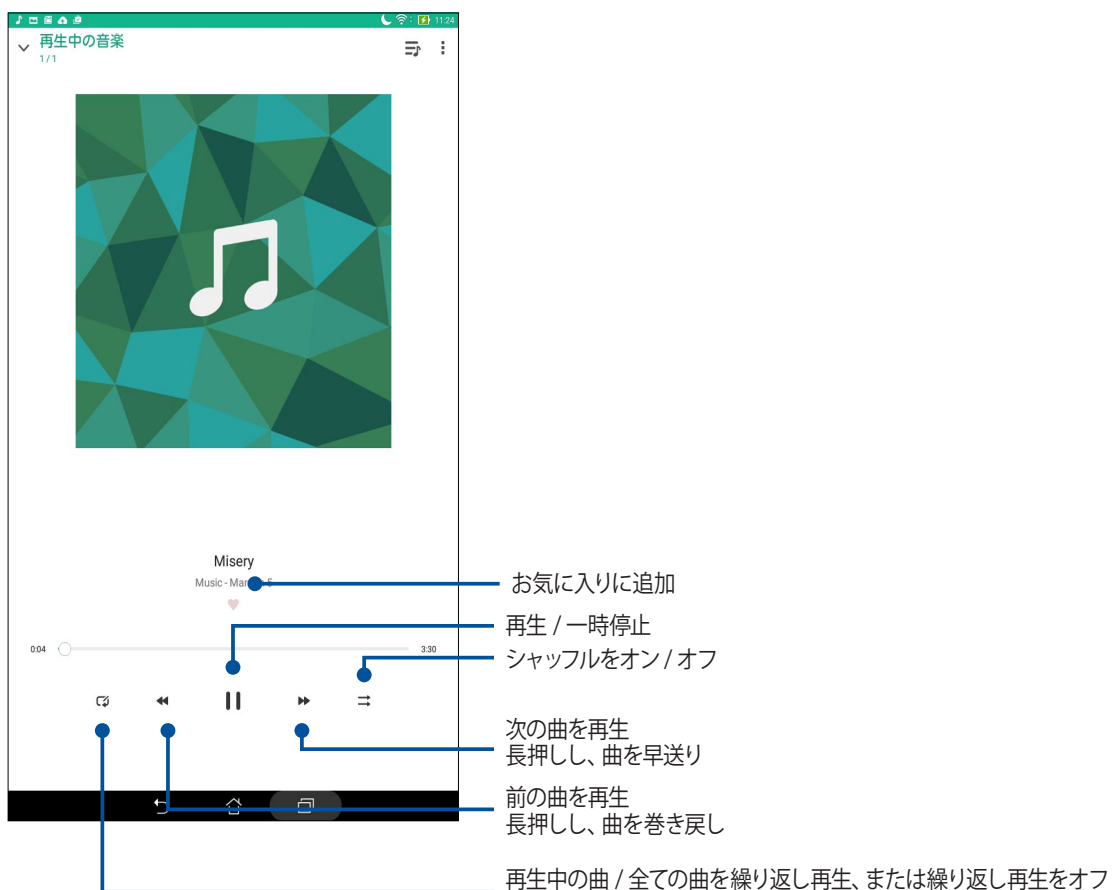 11:24
再生中の音楽
1/1
Misery
Music - Mar
0:04
3:30
お気に入りに追加
再生 / 一時停止
シャッフルをオン / オフ
次の曲を再生
長押しし、曲を早送り
前の曲を再生
長押しし、曲を巻き戻し
再生中の曲 / 全ての曲を繰り返し再生、または繰り返し再生をオフ